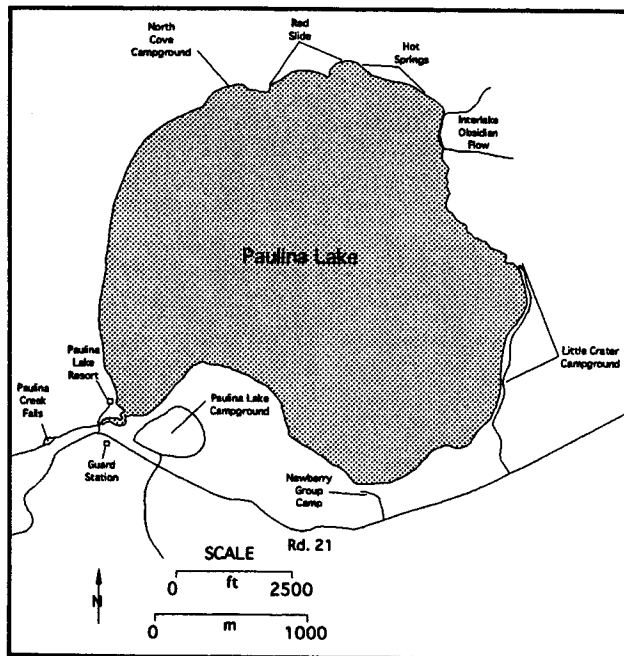 Red
Slide
North
Cove
Campground
Hot
Springs
Interlake
Obsidian
Flow
Paulina Lake
Little Crater
Campground
Paulina
Lake
Resort
Paulina
Creek
Falls
Paulina Lake
Campground
Guard
Station
Newberry
Group
Camp
Rd. 21
SCALE
0 2500
ft
N
0 1000
m